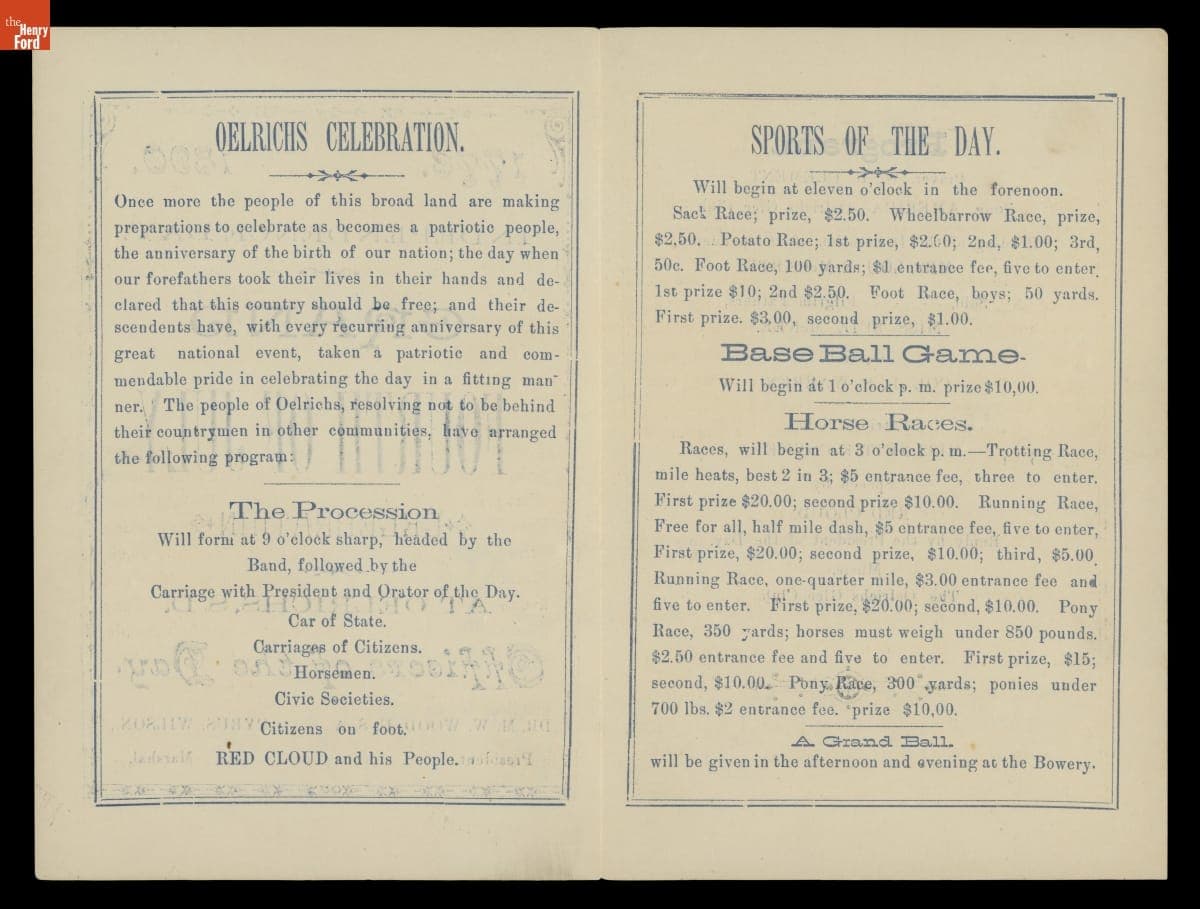 the
Henry
Ford
OELRICHS CELEBRATION.
Once more the people of this broad land are making
preparations to celebrate as becomes a patriotic people,
the anniversary of the birth of our nation; the day when
our forefathers took their lives in their hands and de-
clared that this country should be free; and their de-
scendents have, with every recurring anniversary of this
great national event, taken a patriotic and com-
mendable pride in celebrating the day in a fitting man-
ner. The people of Oelrichs, resolving not to be behind
their countrymen in other communities, have arranged
the following program:
The Procession
Will form at 9 o'clock sharp, headed by the
Band, followed by the
Carriage with President and Orator of the Day.
Car of State.
Carriages of Citizens.
Horsemen.
Civic Societies.
Citizens on foot.
RED CLOUD and his People.
SPORTS OF THE DAY.
Will begin at eleven o'clock in the forenoon.
Sack Race; prize, $2.50. Wheelbarrow Race, prize,
$2,50. Potato Race; 1st prize, $2.00; 2nd, $1.00; 3rd,
50c. Foot Race, 100 yards; $1 entrance fee, five to enter.
1st prize $10; 2nd $2.50. Foot Race, boys; 50 yards.
First prize. $3,00, second prize, $1.00.
Base Ball Game-
Will begin at 1 o'clock p. m. prize $10,00.
Horse Races.
Races, will begin at 3 o'clock p. m.—Trotting Race,
mile heats, best 2 in 3; $5 entrance fee, three to enter.
First prize $20.00; second prize $10.00. Running Race,
Free for all, half mile dash, $5 entrance fee, five to enter,
First prize, $20.00; second prize, $10.00; third, $5.00.
Running Race, one-quarter mile, $3.00 entrance fee and
five to enter. First prize, $20.00; second, $10.00. Pony
Race, 350 yards; horses must weigh under 850 pounds.
$2.50 entrance fee and five to enter. First prize, $15;
second, $10.00. Pony Race, 300 yards; ponies under
700 lbs. $2 entrance fee. prize $10,00.
A Grand Ball.
will be given in the afternoon and evening at the Bowery.